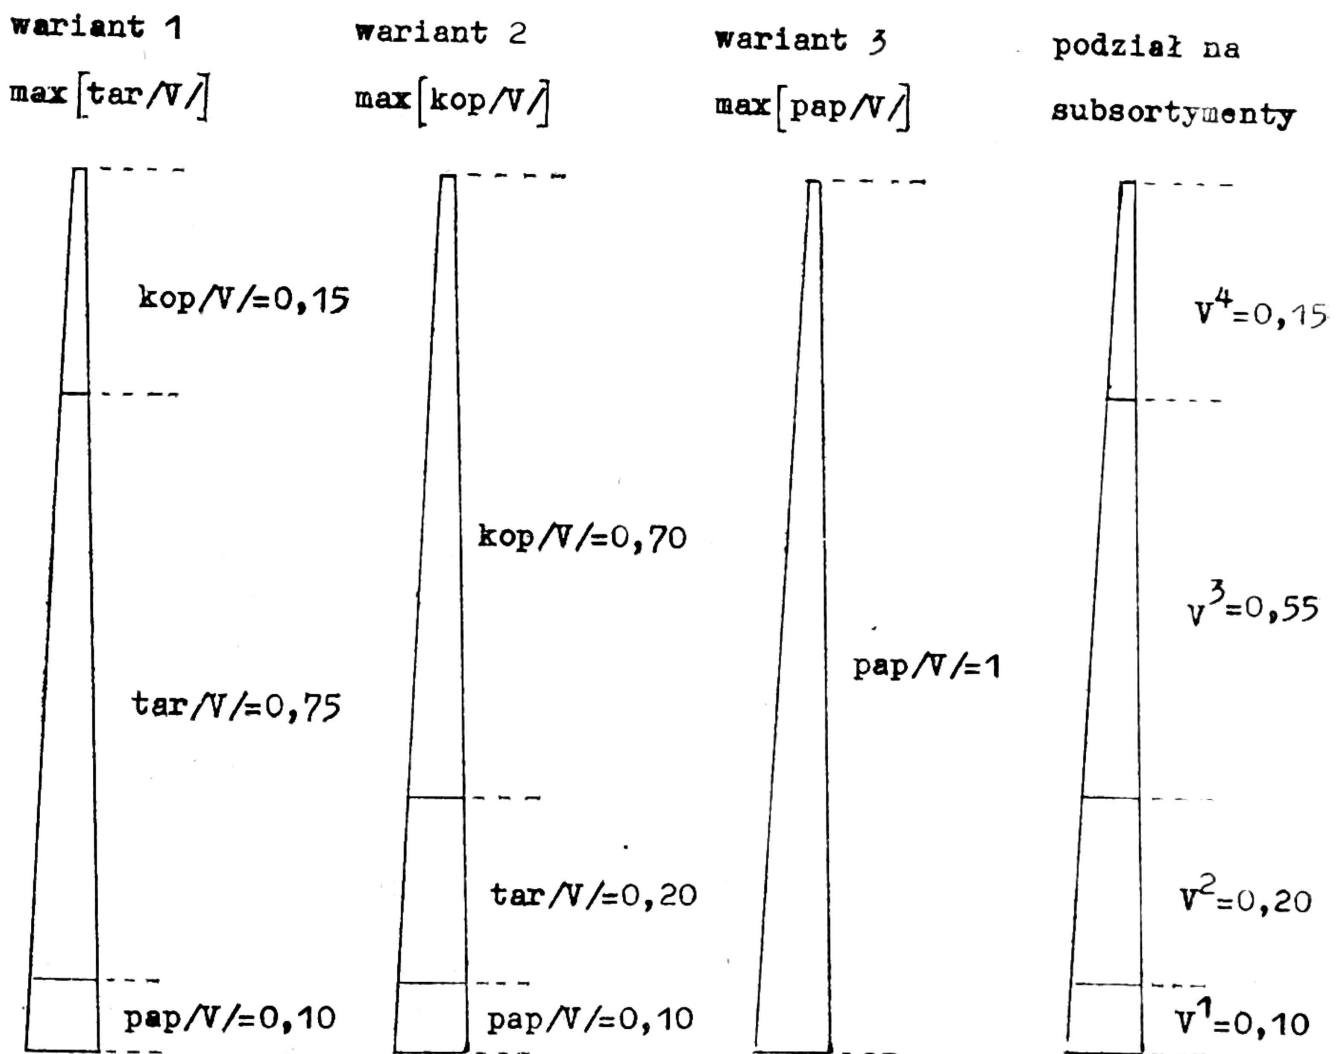 wariant 1
max[tar/V/]
kop/V/=0,15
tar/V/=0,75
pap/V/=0,10
wariant 2
max[kop/V/]
kop/V/=0,70
tar/V/=0,20
pap/V/=0,10
wariant 3
max[pap/V/]
pap/V/=1
podział na
subsortymenty
V⁴=0,15
V³=0,55
V²=0,20
V¹=0,10